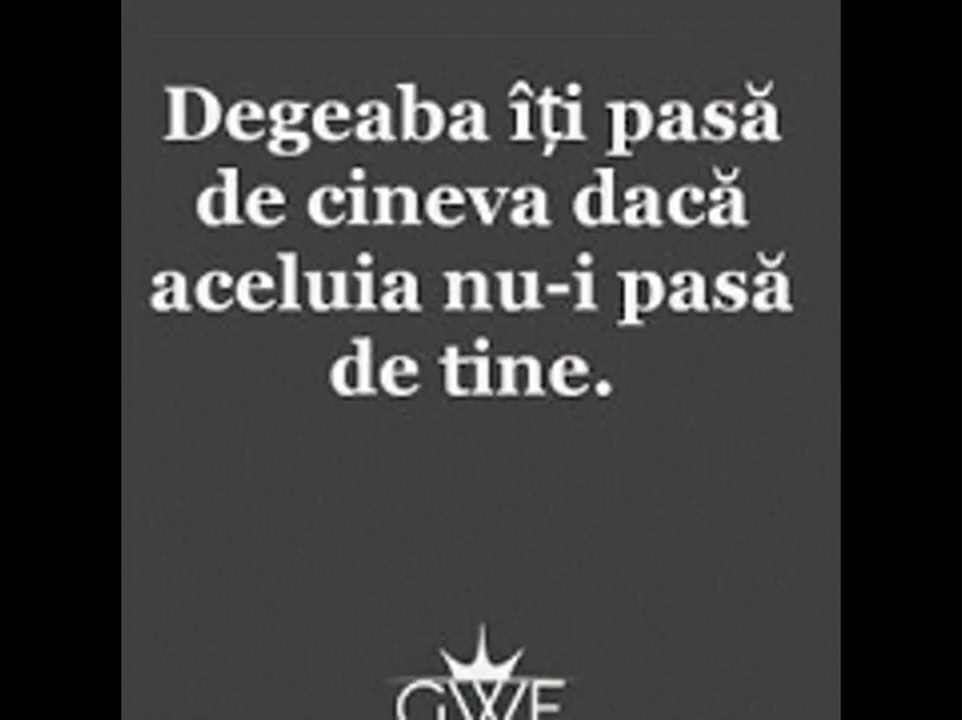 Degeaba îți pasă
de cineva dacă
aceluia nu-i pasă
de tine.
GWE